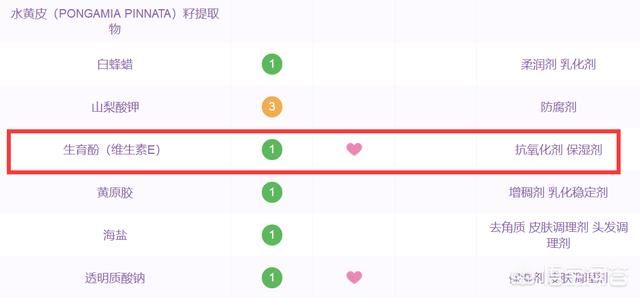 水黄皮（PONGAMIA PINNATA）籽提取
物
白蜂蜡 1 柔润剂 乳化剂
山梨酸钾 3 防腐剂
生育酚（维生素E） 1 抗氧化剂 保湿剂
黄原胶 1 增稠剂 乳化稳定剂
海盐 1 去角质 皮肤调理剂 头发调
理剂
透明质酸钠 1 保湿剂 皮肤调理剂